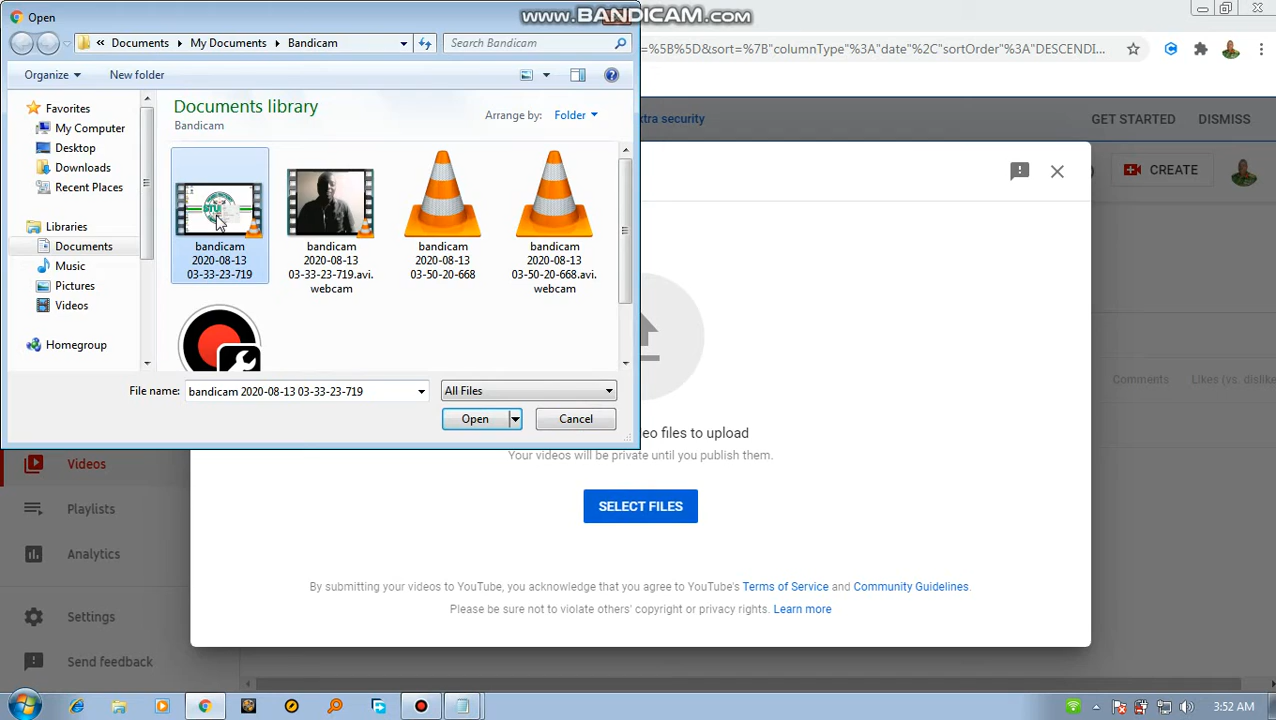 Open
www.BANDICAM.com
« Documents My Documents Bandicam
Search Bandicam
=%5B%5D&sort=%7B"columnType"%3A"date"%2C"sortOrder"%3A"DESCENDI...
Organize
New folder
Favorites
My Computer
Desktop
Downloads
Recent Places
Libraries
Documents
Music
Pictures
Videos
Homegroup
Documents library
Bandicam
Arrange by: Folder
bandicam
2020-08-13
03-33-23-719
bandicam
2020-08-13
03-33-23-719.avi.
webcam
bandicam
2020-08-13
03-50-20-668
bandicam
2020-08-13
03-50-20-668.avi.
webcam
File name: bandicam 2020-08-13 03-33-23-719
All Files
Open
Cancel
xtra security
GET STARTED
DISMISS
CREATE
Comments
Likes (vs. dislike
eo files to upload
Your videos will be private until you publish them.
SELECT FILES
By submitting your videos to YouTube, you acknowledge that you agree to YouTube's Terms of Service and Community Guidelines.
Please be sure not to violate others' copyright or privacy rights. Learn more
Videos
Playlists
Analytics
Settings
Send feedback
3:52 AM